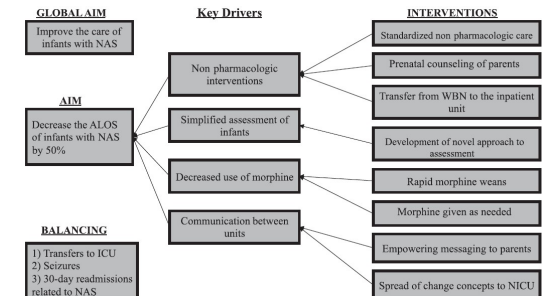 GLOBAL AIM
Improve the care of
infants with NAS
AIM
Decrease the ALOS
of infants with NAS
by 50%
BALANCING
1) Transfers to ICU
2) Seizures
3) 30-day readmissions
related to NAS
Key Drivers
Non pharmacologic
interventions
Simplified assessment of
infants
Decreased use of morphine
Communication between
units
INTERVENTIONS
Standardized non pharmacologic care
Prenatal counseling of parents
Transfer from WBN to the inpatient
unit
Development of novel approach to
assessment
Rapid morphine weans
Morphine given as needed
Empowering messaging to parents
Spread of change concepts to NICU